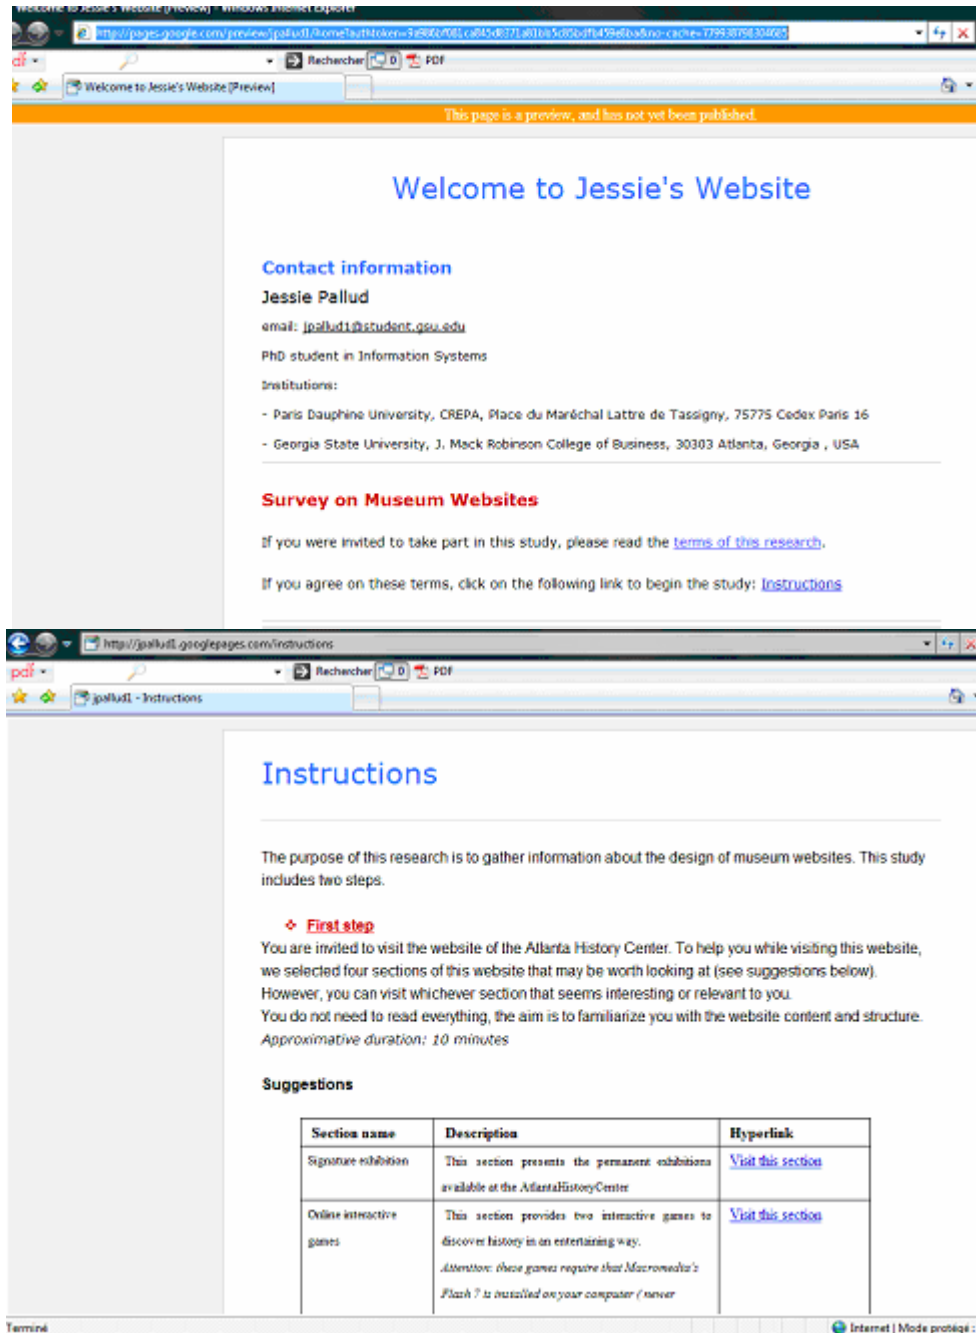 Welcome to Jessie's Website [Preview] - Windows Internet Explorer
Rechercher 0 PDF
Welcome to Jessie's Website [Preview]
This page is a preview, and has not yet been published.
Welcome to Jessie's Website
Contact information
Jessie Pallud
email: jpallud1@student.gsu.edu
PhD student in Information Systems
Institutions:
- Paris Dauphine University, CREPA, Place du Maréchal Lattre de Tassigny, 75775 Cedex Paris 16
- Georgia State University, J. Mack Robinson College of Business, 30303 Atlanta, Georgia , USA
Survey on Museum Websites
If you were invited to take part in this study, please read the terms of this research.
If you agree on these terms, click on the following link to begin the study: Instructions
http://jpallud1.googlepages.com/instructions
pdf Rechercher 0 PDF
jpallud1 - Instructions
Instructions
The purpose of this research is to gather information about the design of museum websites. This study
includes two steps.
❖ First step
You are invited to visit the website of the Atlanta History Center. To help you while visiting this website,
we selected four sections of this website that may be worth looking at (see suggestions below).
However, you can visit whichever section that seems interesting or relevant to you.
You do not need to read everything, the aim is to familiarize you with the website content and structure.
Approximative duration: 10 minutes
Suggestions
Section name Description Hyperlink
Signature exhibition This section presents the permanent exhibitions Visit this section
available at the AtlantaHistoryCenter
Online interactive This section provides two interactive games to Visit this section
games discover history in an entertaining way.
Attention: these games require that Macromedia's
Flash 7 is installed on your computer ( newer
Terminé Internet | Mode protégé :